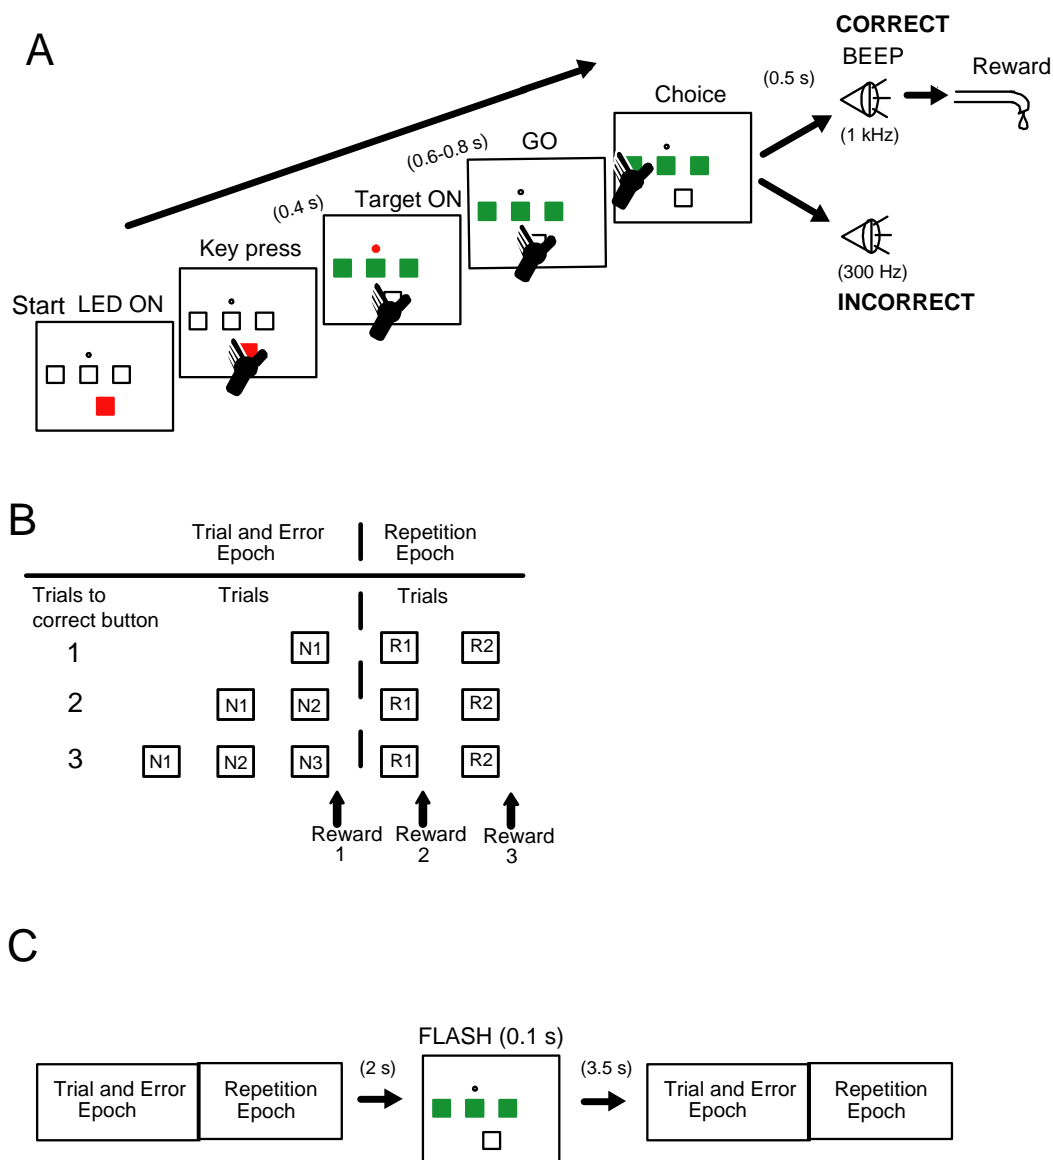 A
CORRECT
BEEP
Reward
(0.5 s)
(1 kHz)
Choice
(0.6-0.8 s)
GO
(0.4 s)
Target ON
Key press
Start LED ON
(300 Hz)
INCORRECT
B
Trial and Error
Epoch
Repetition
Epoch
Trials to
correct button
Trials
Trials
1
N1
R1
R2
2
N1
N2
R1
R2
3
N1
N2
N3
R1
R2
Reward
1
Reward
2
Reward
3
C
FLASH (0.1 s)
Trial and Error
Epoch
Repetition
Epoch
(2 s)
(3.5 s)
Trial and Error
Epoch
Repetition
Epoch